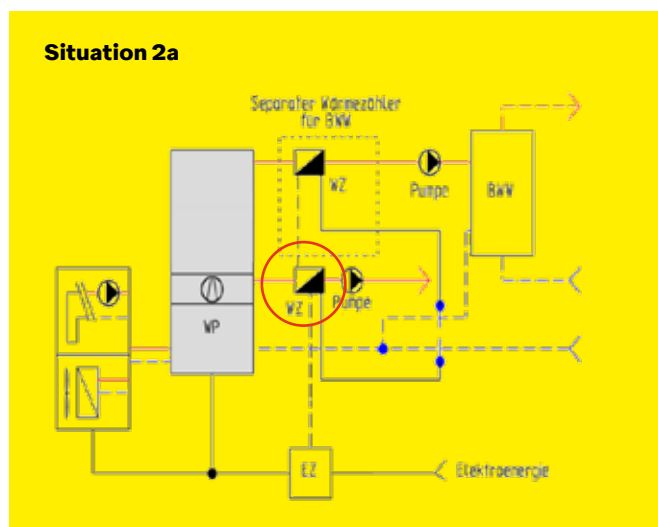 Situation 2a
Separater Wärmezähler
für BWW
WZ
Pumpe
BWW
WZ
Pumpe
WP
EZ
Elektroenergie